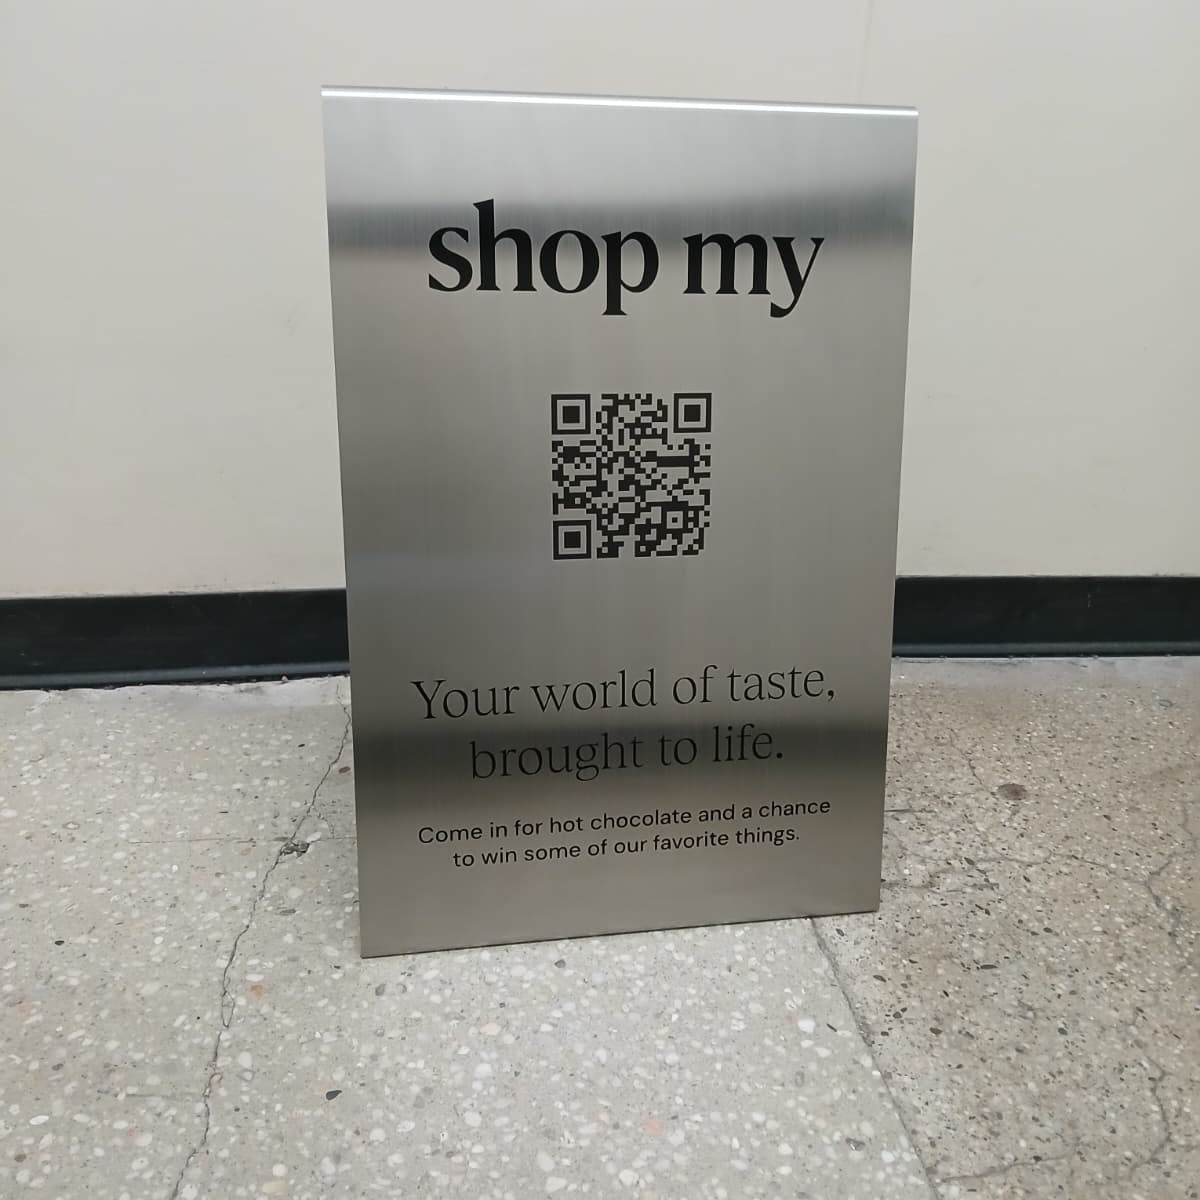 shop my
Your world of taste,
brought to life.
Come in for hot chocolate and a chance
to win some of our favorite things.